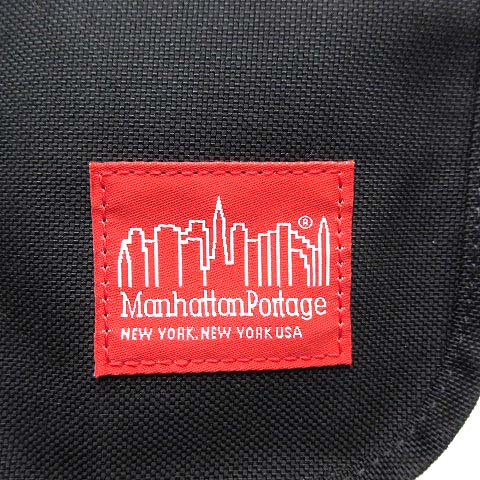 ®
ManhattanPortage
NEW YORK, NEW YORK USA